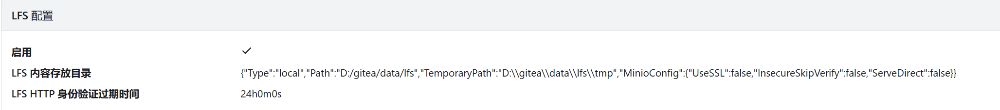 LFS 配置
启用
LFS 内容存放目录 {"Type":"local","Path":"D:/gitea/data/lfs","TemporaryPath":"D:\\gitea\\data\\lfs\\tmp","MinioConfig":{"UseSSL":false,"InsecureSkipVerify":false,"ServeDirect":false}}
LFS HTTP 身份验证过期时间 24h0m0s